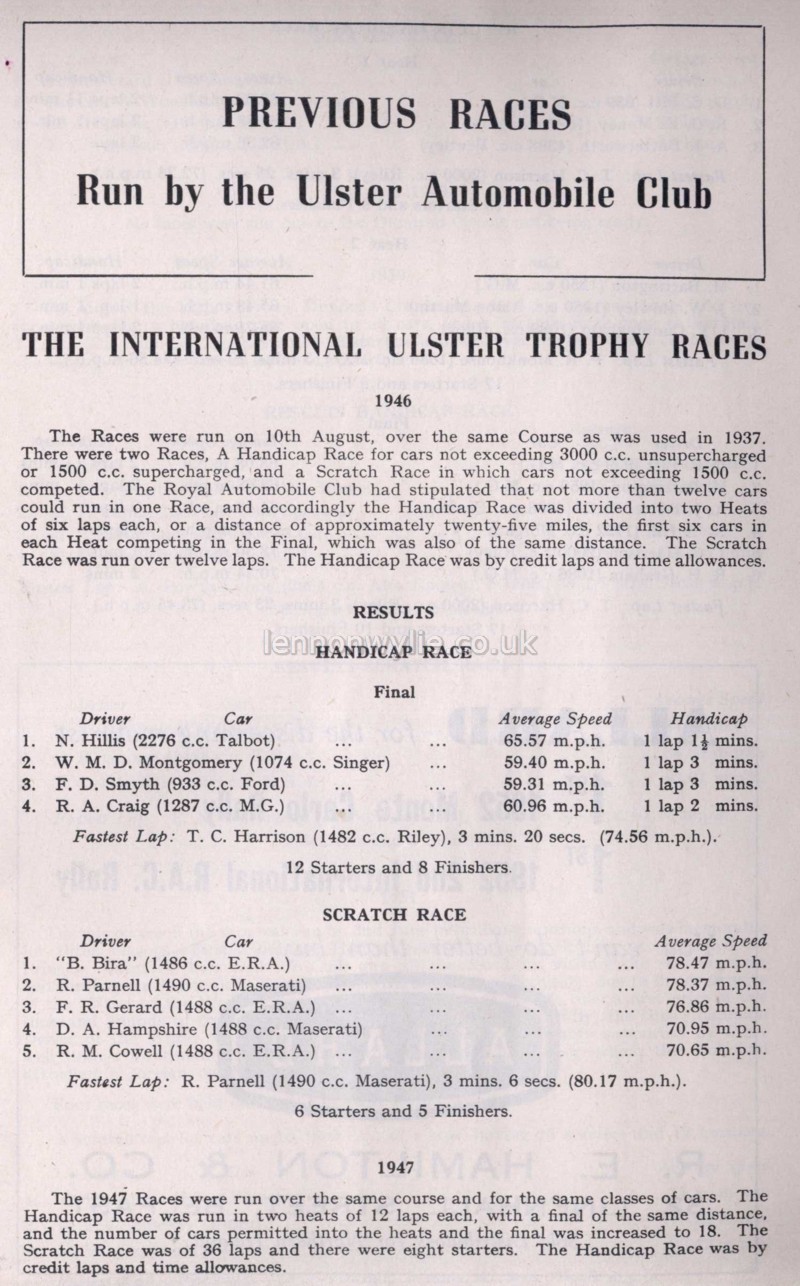 PREVIOUS RACES
Run by the Ulster Automobile Club
THE INTERNATIONAL ULSTER TROPHY RACES
1946
The Races were run on 10th August, over the same Course as was used in 1937.
There were two Races, A Handicap Race for cars not exceeding 3000 c.c. unsupercharged
or 1500 c.c. supercharged, and a Scratch Race in which cars not exceeding 1500 c.c.
competed. The Royal Automobile Club had stipulated that not more than twelve cars
could run in one Race, and accordingly the Handicap Race was divided into two Heats
of six laps each, or a distance of approximately twenty-five miles, the first six cars in
each Heat competing in the Final, which was also of the same distance. The Scratch
Race was run over twelve laps. The Handicap Race was by credit laps and time allowances.
RESULTS
lennonwylie.co.uk
HANDICAP RACE
Final
Driver Car Average Speed Handicap
1. N. Hillis (2276 c.c. Talbot) ... ... 65.57 m.p.h. 1 lap 1½ mins.
2. W. M. D. Montgomery (1074 c.c. Singer) ... 59.40 m.p.h. 1 lap 3 mins.
3. F. D. Smyth (933 c.c. Ford) ... ... 59.31 m.p.h. 1 lap 3 mins.
4. R. A. Craig (1287 c.c. M.G.) ... ... 60.96 m.p.h. 1 lap 2 mins.
Fastest Lap: T. C. Harrison (1482 c.c. Riley), 3 mins. 20 secs. (74.56 m.p.h.).
12 Starters and 8 Finishers.
SCRATCH RACE
Driver Car Average Speed
1. "B. Bira" (1486 c.c. E.R.A.) ... ... ... ... 78.47 m.p.h.
2. R. Parnell (1490 c.c. Maserati) ... ... ... ... 78.37 m.p.h.
3. F. R. Gerard (1488 c.c. E.R.A.) ... ... ... ... 76.86 m.p.h.
4. D. A. Hampshire (1488 c.c. Maserati) ... ... ... 70.95 m.p.h.
5. R. M. Cowell (1488 c.c. E.R.A.) ... ... ... ... 70.65 m.p.h.
Fastest Lap: R. Parnell (1490 c.c. Maserati), 3 mins. 6 secs. (80.17 m.p.h.).
6 Starters and 5 Finishers.
1947
The 1947 Races were run over the same course and for the same classes of cars. The
Handicap Race was run in two heats of 12 laps each, with a final of the same distance,
and the number of cars permitted into the heats and the final was increased to 18. The
Scratch Race was of 36 laps and there were eight starters. The Handicap Race was by
credit laps and time allowances.